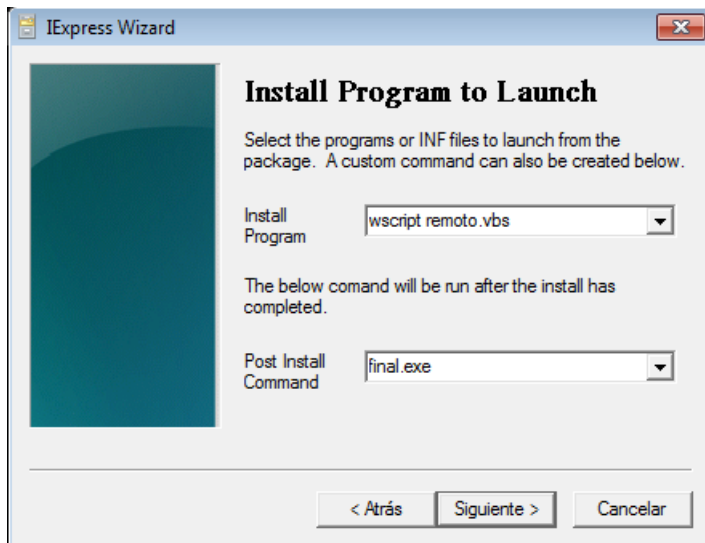 IExpress Wizard
Install Program to Launch
Select the programs or INF files to launch from the
package. A custom command can also be created below.
Install
Program
wscript remoto.vbs
The below comand will be run after the install has
completed.
Post Install
Command
final.exe
< Atrás
Siguiente >
Cancelar